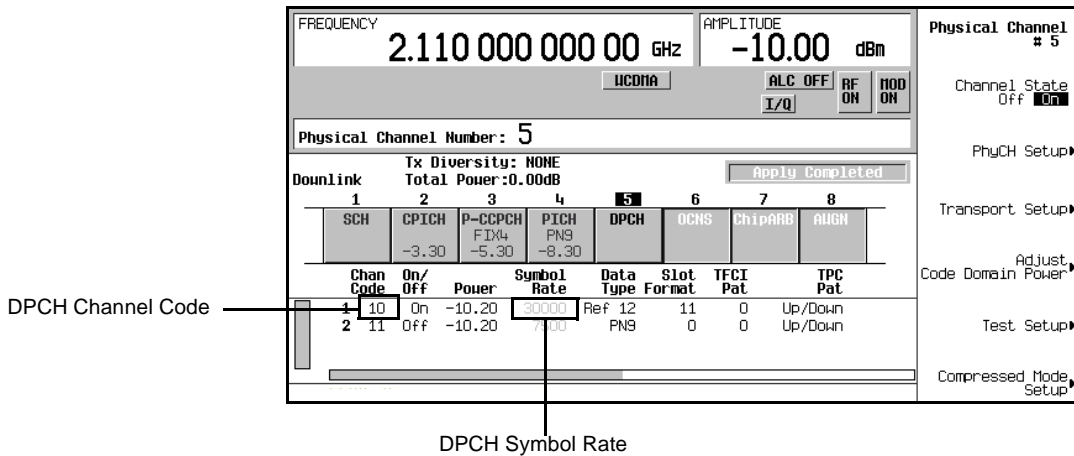 FREQUENCY
2.110 000 000 00 GHz
AMPLITUDE
-10.00 dBm
WCDMA
ALC OFF
I/Q
RF ON
MOD ON
Physical Channel Number: 5
Tx Diversity: NONE
Downlink Total Power:0.00dB
Apply Completed
1 2 3 4 5 6 7 8
SCH CPICH P-CCPCH PICH DPCH OCNS ChipARB AWGN
FIX4 PN9
-3.30 -5.30 -8.30
Chan On/ Symbol Data Slot TFCI TPC
Code Off Power Rate Type Format Pat Pat
1 10 On -10.20 30000 Ref 12 11 0 Up/Down
2 11 Off -10.20 7500 PN9 0 0 Up/Down
Physical Channel
# 5
Channel State
Off On
PhyCH Setup
Transport Setup
Adjust
Code Domain Power
Test Setup
Compressed Mode
Setup
DPCH Channel Code
DPCH Symbol Rate